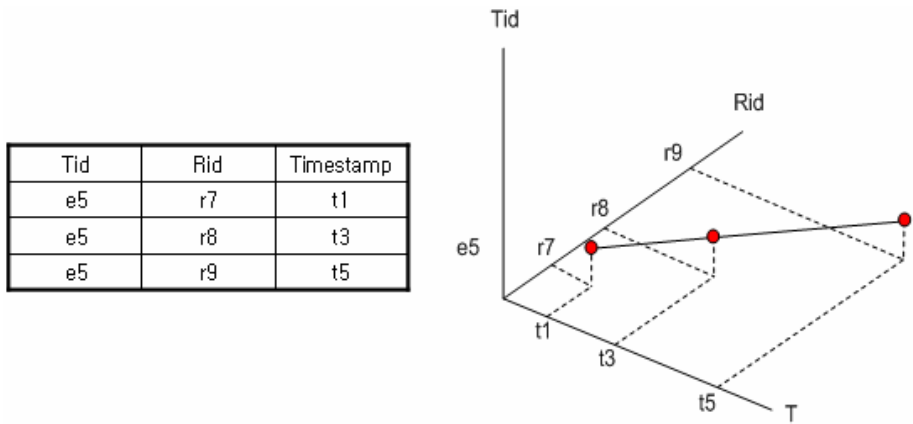 Tid Rid Timestamp
e5 r7 t1
e5 r8 t3
e5 r9 t5
Tid
Rid
r9
r8
e5
r7
t1
t3
t5
T